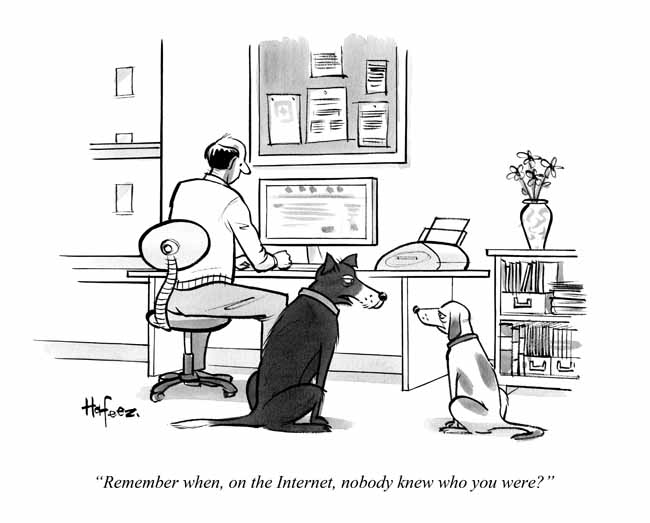 Hafeez.
“Remember when, on the Internet, nobody knew who you were?”